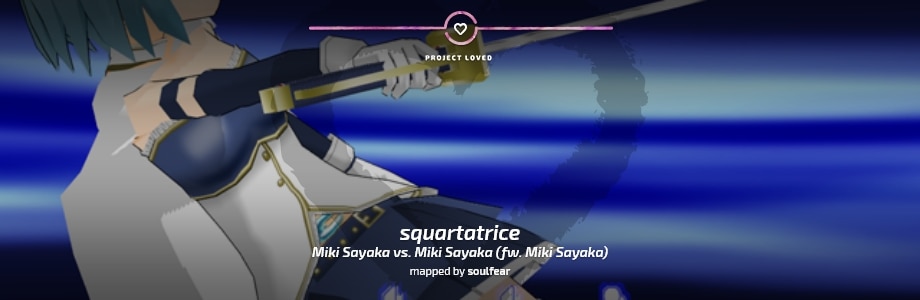 PROJECT LOVED
squartatrice
Miki Sayaka vs. Miki Sayaka (fw. Miki Sayaka)
mapped by soulfear